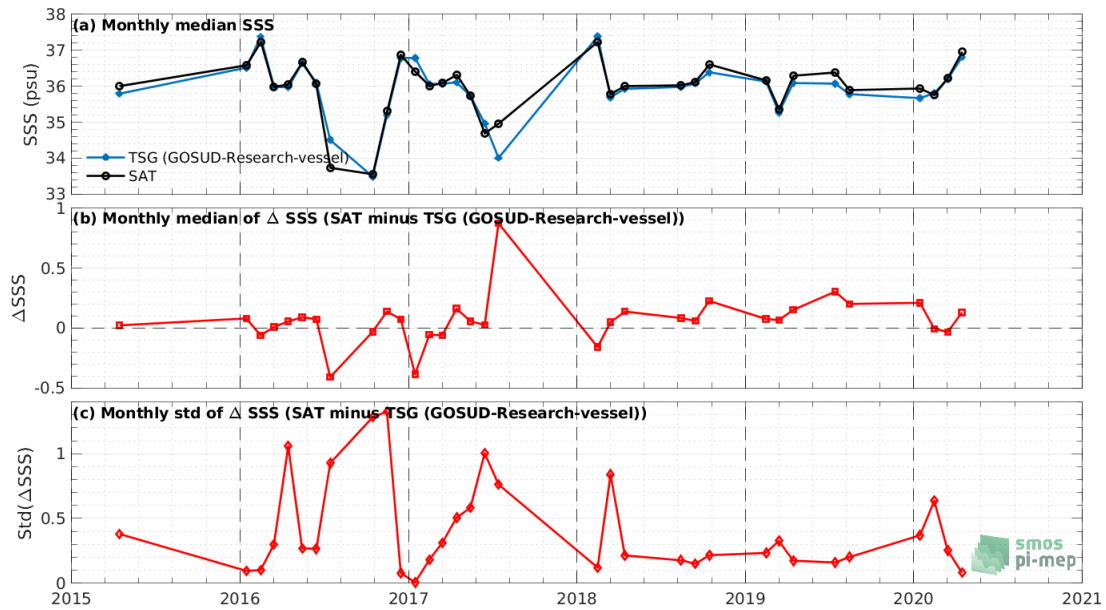 (a) Monthly median SSS
38
37
36
35
34
33
SSS (psu)
TSG (GOSUD-Research-vessel)
SAT
(b) Monthly median of Δ SSS (SAT minus TSG (GOSUD-Research-vessel))
1
0.5
0
-0.5
ΔSSS
(c) Monthly std of Δ SSS (SAT minus TSG (GOSUD-Research-vessel))
1
0.5
0
Std(ΔSSS)
smos
pi-mep
2015 2016 2017 2018 2019 2020 2021